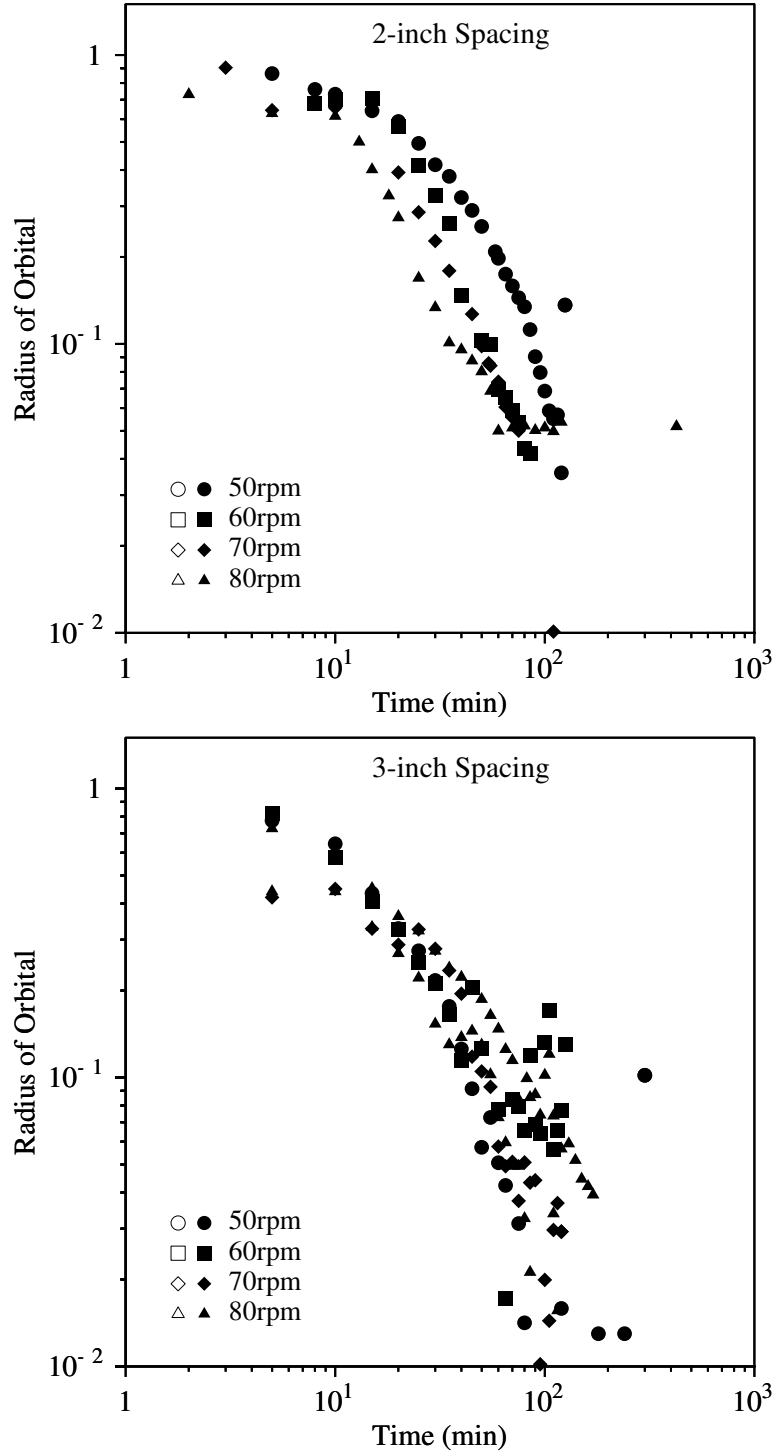 2-inch Spacing
1
10⁻¹
10⁻²
Radius of Orbital
50rpm
60rpm
70rpm
80rpm
1 10¹ 10² 10³
Time (min)
3-inch Spacing
1
10⁻¹
10⁻²
Radius of Orbital
50rpm
60rpm
70rpm
80rpm
1 10¹ 10² 10³
Time (min)